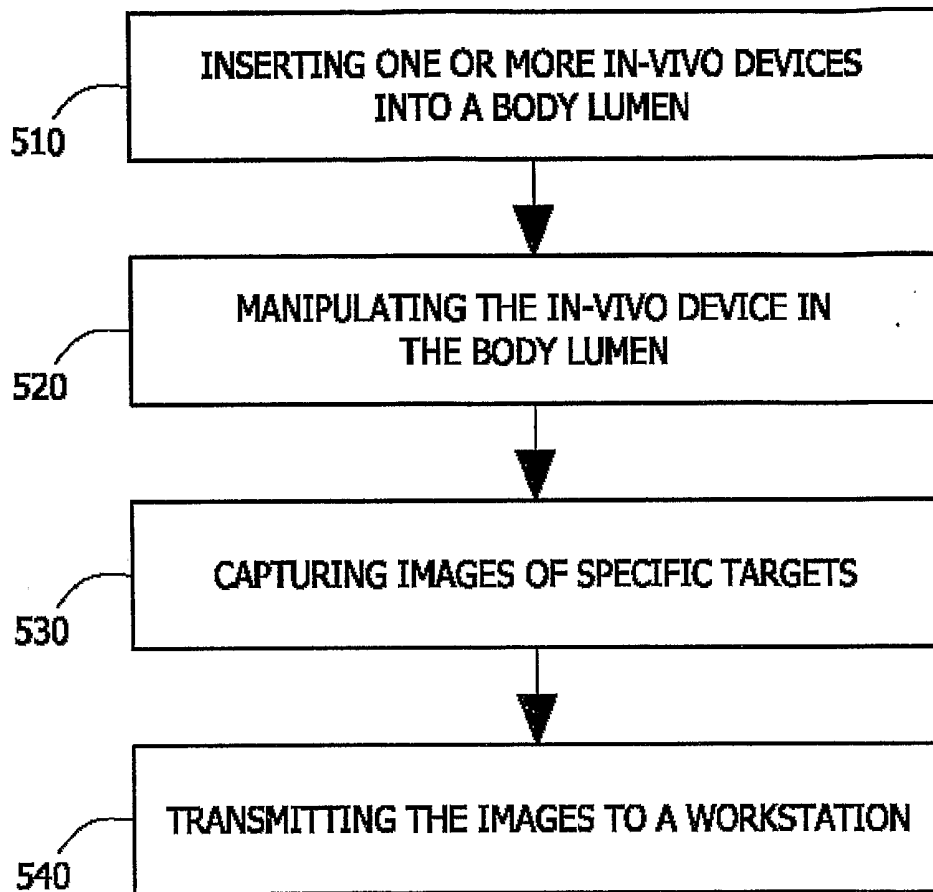 INSERTING ONE OR MORE IN-VIVO DEVICES
INTO A BODY LUMEN
510
MANIPULATING THE IN-VIVO DEVICE IN
THE BODY LUMEN
520
CAPTURING IMAGES OF SPECIFIC TARGETS
530
TRANSMITTING THE IMAGES TO A WORKSTATION
540